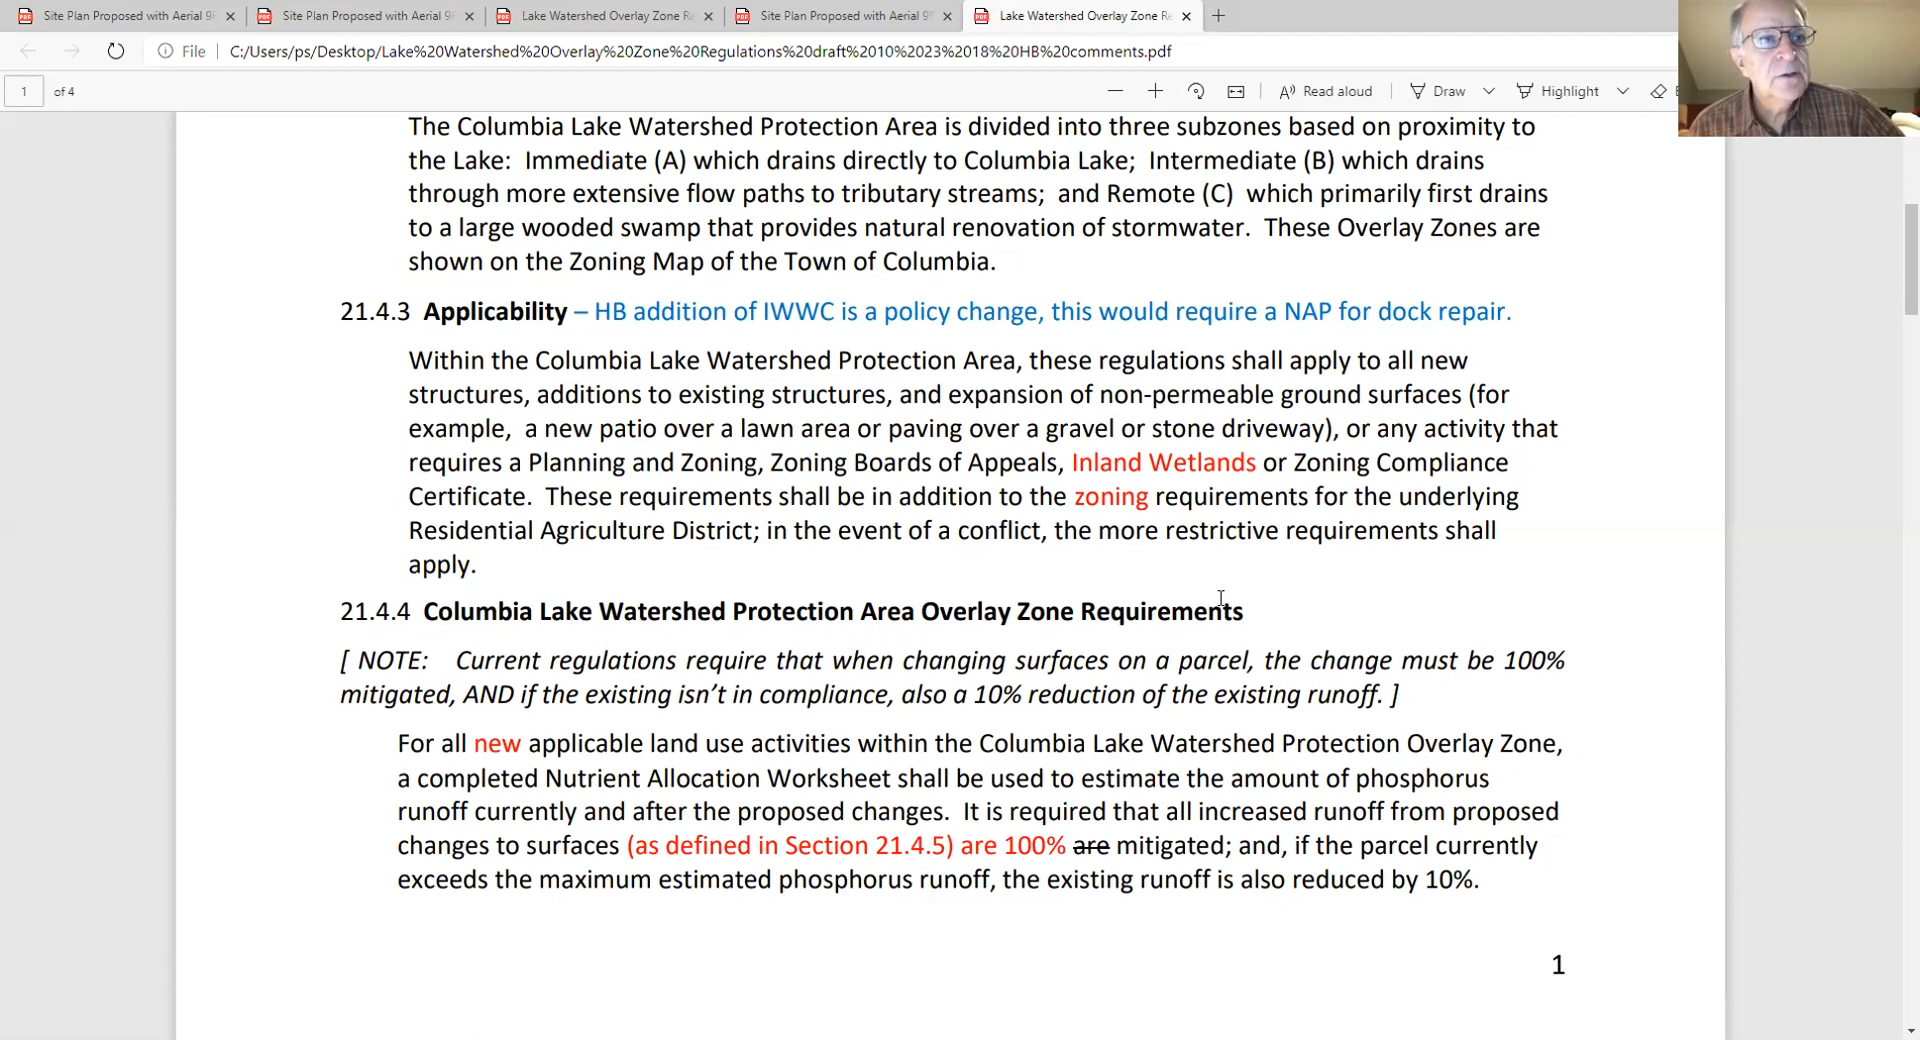 Site Plan Proposed with Aerial 9
Site Plan Proposed with Aerial 9
Lake Watershed Overlay Zone Re
Site Plan Proposed with Aerial 9
Lake Watershed Overlay Zone Re
File
C:/Users/ps/Desktop/Lake%20Watershed%20Overlay%20Zone%20Regulations%20draft%2010%2023%2018%20HB%20comments.pdf
1 of 4
Read aloud
Draw
Highlight
The Columbia Lake Watershed Protection Area is divided into three subzones based on proximity to
the Lake: Immediate (A) which drains directly to Columbia Lake; Intermediate (B) which drains
through more extensive flow paths to tributary streams; and Remote (C) which primarily first drains
to a large wooded swamp that provides natural renovation of stormwater. These Overlay Zones are
shown on the Zoning Map of the Town of Columbia.
21.4.3 Applicability – HB addition of IWWC is a policy change, this would require a NAP for dock repair.
Within the Columbia Lake Watershed Protection Area, these regulations shall apply to all new
structures, additions to existing structures, and expansion of non-permeable ground surfaces (for
example, a new patio over a lawn area or paving over a gravel or stone driveway), or any activity that
requires a Planning and Zoning, Zoning Boards of Appeals, Inland Wetlands or Zoning Compliance
Certificate. These requirements shall be in addition to the zoning requirements for the underlying
Residential Agriculture District; in the event of a conflict, the more restrictive requirements shall
apply.
21.4.4 Columbia Lake Watershed Protection Area Overlay Zone Requirements
[ NOTE: Current regulations require that when changing surfaces on a parcel, the change must be 100%
mitigated, AND if the existing isn’t in compliance, also a 10% reduction of the existing runoff. ]
For all new applicable land use activities within the Columbia Lake Watershed Protection Overlay Zone,
a completed Nutrient Allocation Worksheet shall be used to estimate the amount of phosphorus
runoff currently and after the proposed changes. It is required that all increased runoff from proposed
changes to surfaces (as defined in Section 21.4.5) are 100% are mitigated; and, if the parcel currently
exceeds the maximum estimated phosphorus runoff, the existing runoff is also reduced by 10%.
1